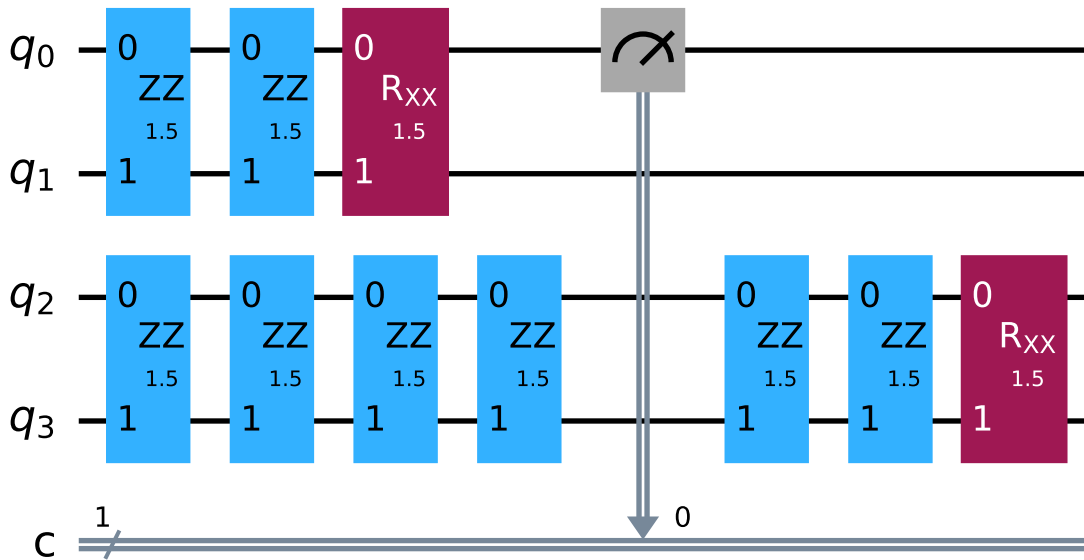 q0 0 0 0
ZZ ZZ RXX
1.5 1.5 1.5
q1 1 1 1
q2 0 0 0 0 0 0 0
ZZ ZZ ZZ ZZ ZZ ZZ RXX
1.5 1.5 1.5 1.5 1.5 1.5 1.5
q3 1 1 1 1 1 1 1
1 0
c